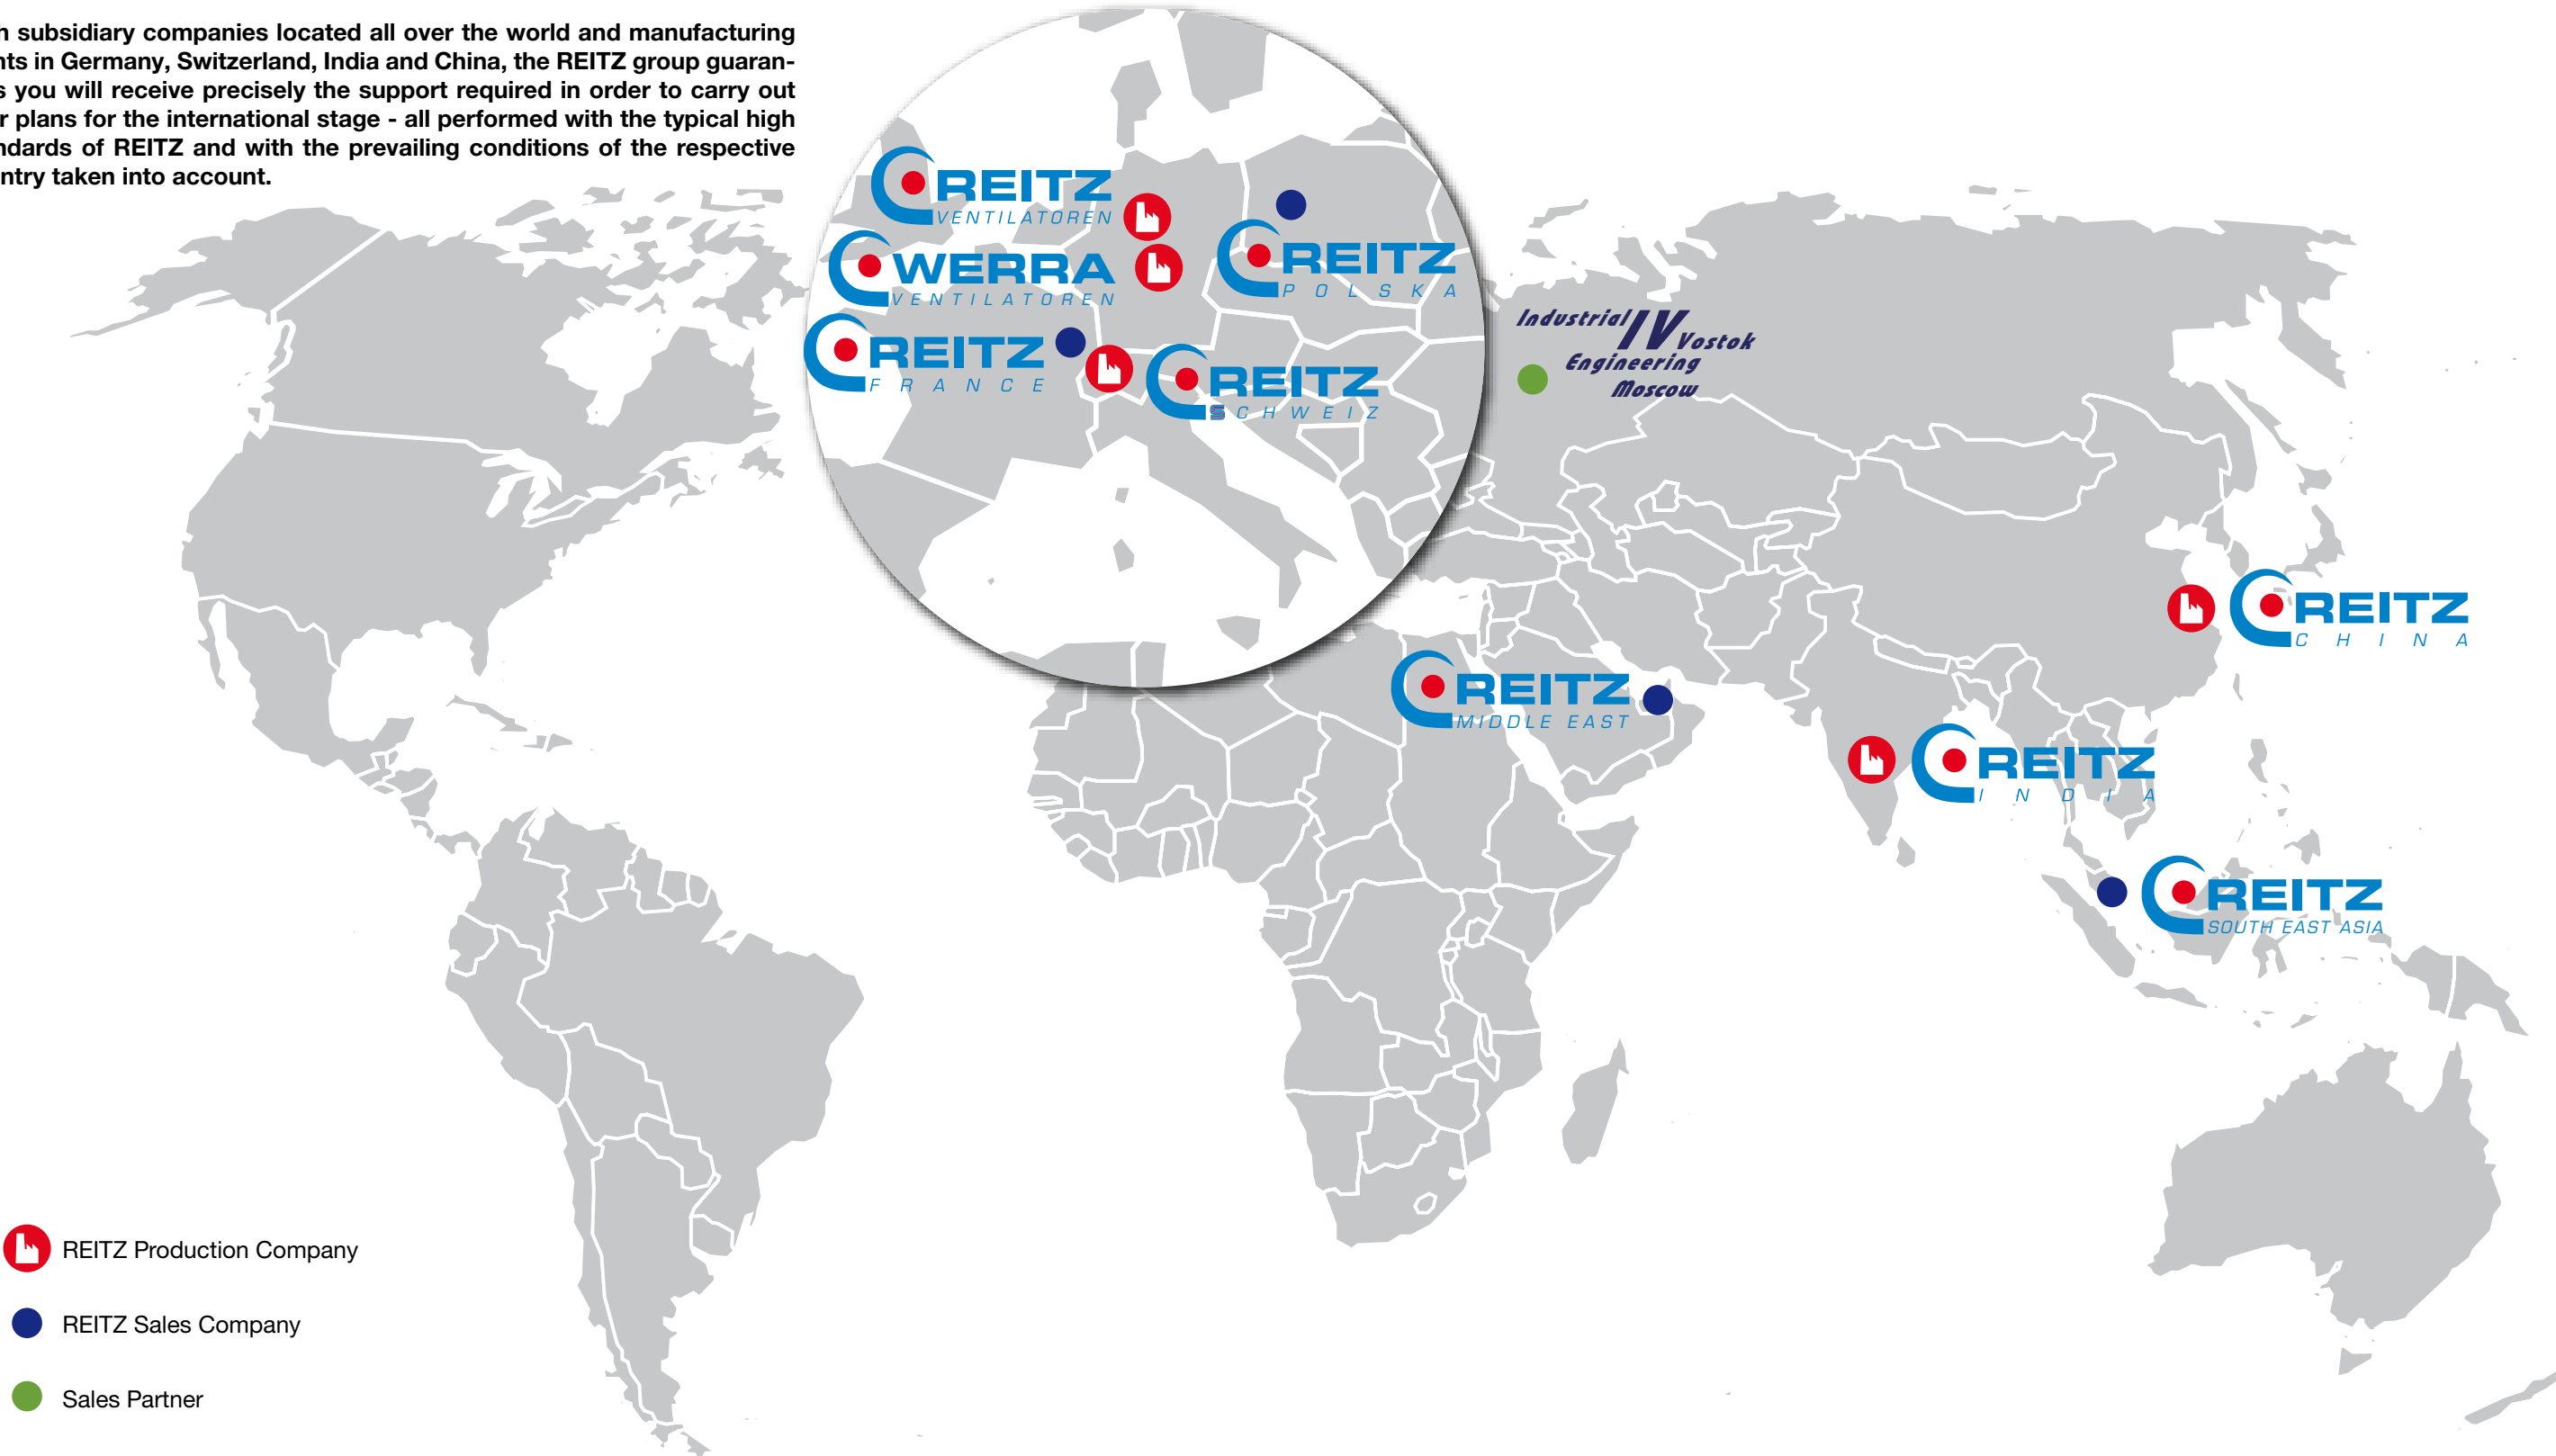 h subsidiary companies located all over the world and manufacturing
nts in Germany, Switzerland, India and China, the REITZ group guaran-
s you will receive precisely the support required in order to carry out
r plans for the international stage - all performed with the typical high
ndards of REITZ and with the prevailing conditions of the respective
ntry taken into account.
REITZ
VENTILATOREN
WERRA
VENTILATOREN
REITZ
POLSKA
REITZ
FRANCE
REITZ
SCHWEIZ
Industrial IV Vostok
Engineering
Moscow
REITZ
CHINA
REITZ
MIDDLE EAST
REITZ
INDIA
REITZ
SOUTH EAST ASIA
REITZ Production Company
REITZ Sales Company
Sales Partner